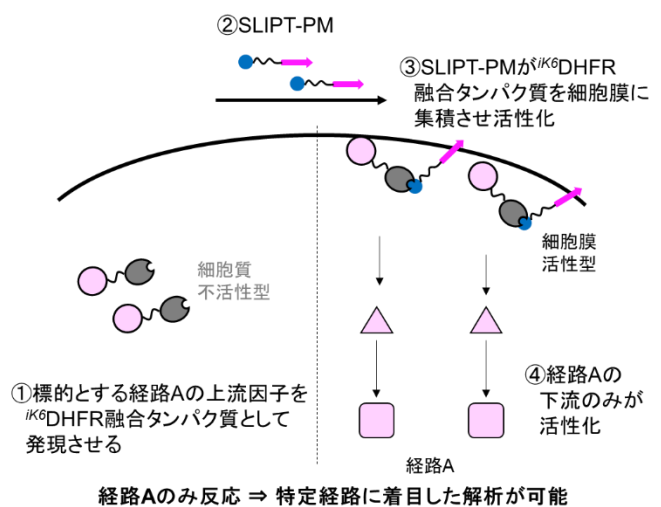 ②SLIPT-PM
③SLIPT-PMがiK6DHFR
融合タンパク質を細胞膜に
集積させ活性化
細胞質
不活性型
細胞膜
活性型
①標的とする経路Aの上流因子を
iK6DHFR融合タンパク質として
発現させる
④経路Aの
下流のみが
活性化
経路A
経路Aのみ反応 ⇒ 特定経路に着目した解析が可能